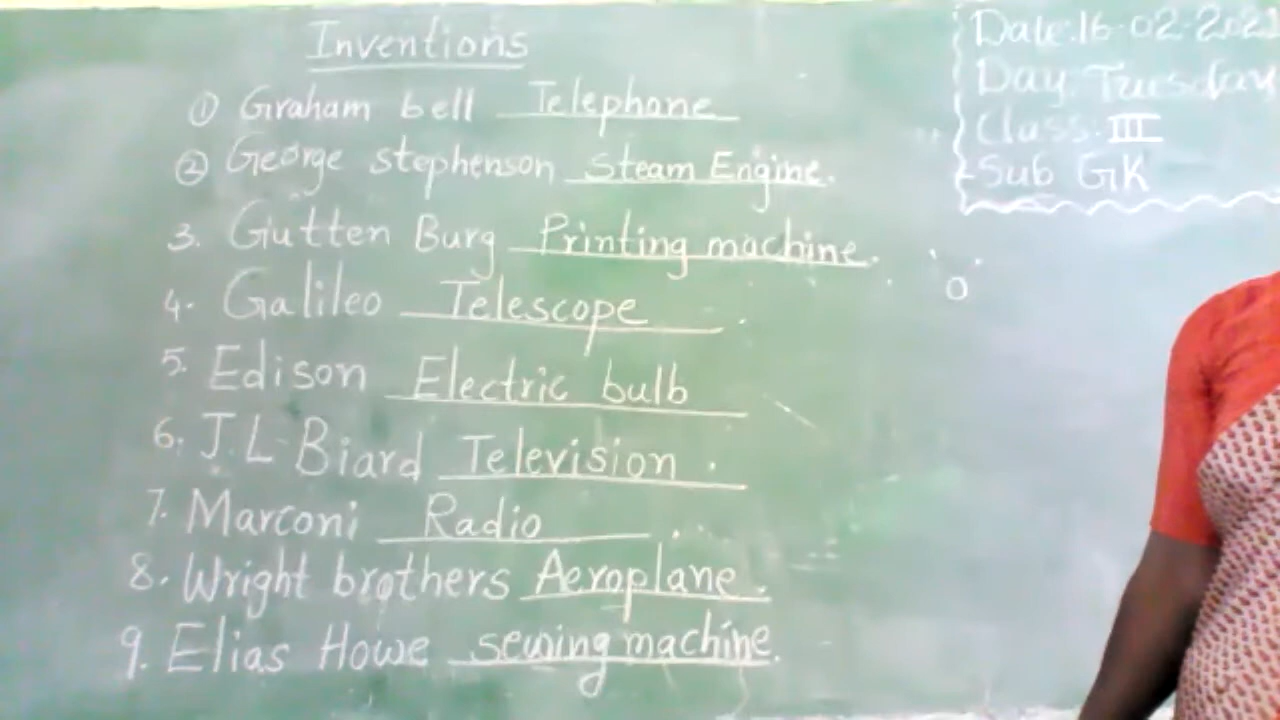 Inventions
① Graham bell Telephone
② George stephenson Steam Engine.
3. Gutten Burg Printing machine.
4. Galileo Telescope.
5. Edison Electric bulb
6. J.L Biard Television.
7. Marconi Radio.
8. Wright brothers Aeroplane.
9. Elias Howe sewing machine.
Date:16-02-2021
Day: Tuesday
Class: III
Sub GK